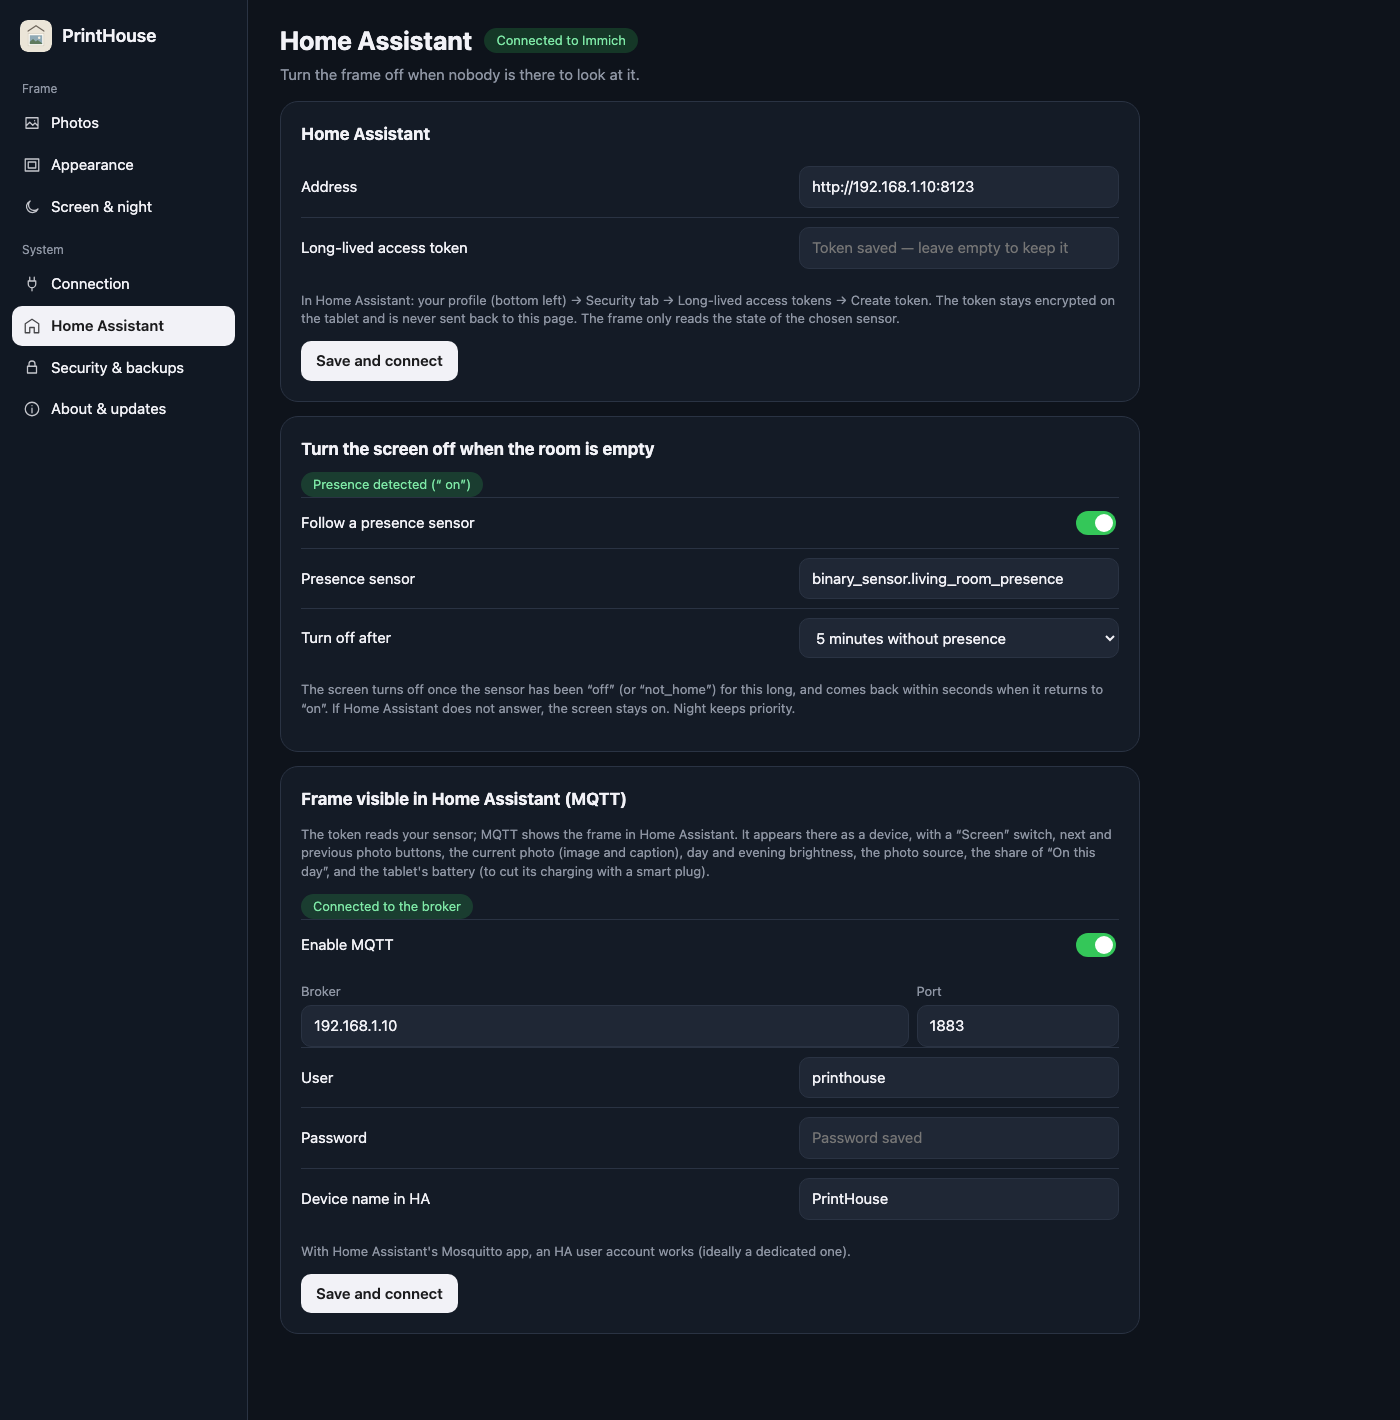 PrintHouse
Frame
Photos
Appearance
Screen & night
System
Connection
Home Assistant
Security & backups
About & updates
Home Assistant
Connected to Immich
Turn the frame off when nobody is there to look at it.
Home Assistant
Address
http://192.168.1.10:8123
Long-lived access token
Token saved — leave empty to keep it
In Home Assistant: your profile (bottom left) → Security tab → Long-lived access tokens → Create token. The token stays encrypted on
the tablet and is never sent back to this page. The frame only reads the state of the chosen sensor.
Save and connect
Turn the screen off when the room is empty
Presence detected (“ on”)
Follow a presence sensor
Presence sensor
binary_sensor.living_room_presence
Turn off after
5 minutes without presence
The screen turns off once the sensor has been “off” (or “not_home”) for this long, and comes back within seconds when it returns to
“on”. If Home Assistant does not answer, the screen stays on. Night keeps priority.
Frame visible in Home Assistant (MQTT)
The token reads your sensor; MQTT shows the frame in Home Assistant. It appears there as a device, with a “Screen” switch, next and
previous photo buttons, the current photo (image and caption), day and evening brightness, the photo source, the share of “On this
day”, and the tablet's battery (to cut its charging with a smart plug).
Connected to the broker
Enable MQTT
Broker
Port
192.168.1.10
1883
User
printhouse
Password
Password saved
Device name in HA
PrintHouse
With Home Assistant's Mosquitto app, an HA user account works (ideally a dedicated one).
Save and connect